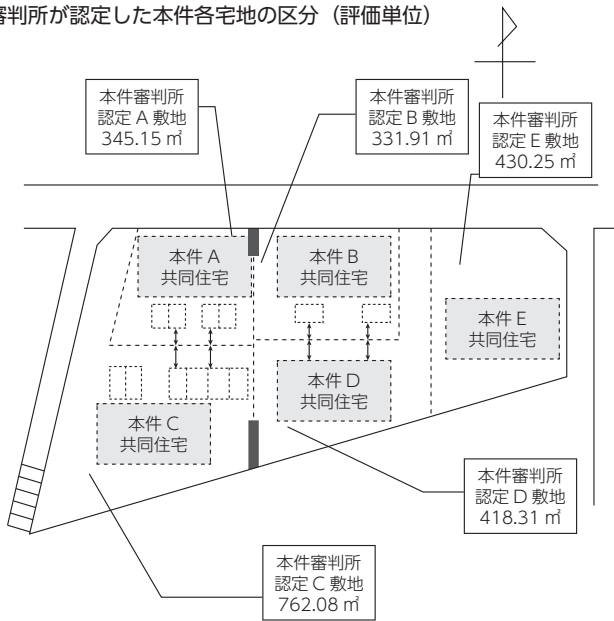 審判所が認定した本件各宅地の区分（評価単位）
本件審判所
認定 A 敷地
345.15 ㎡
本件審判所
認定 B 敷地
331.91 ㎡
本件審判所
認定 E 敷地
430.25 ㎡
本件 A
共同住宅
本件 B
共同住宅
本件 E
共同住宅
本件 D
共同住宅
本件 C
共同住宅
本件審判所
認定 D 敷地
418.31 ㎡
本件審判所
認定 C 敷地
762.08 ㎡